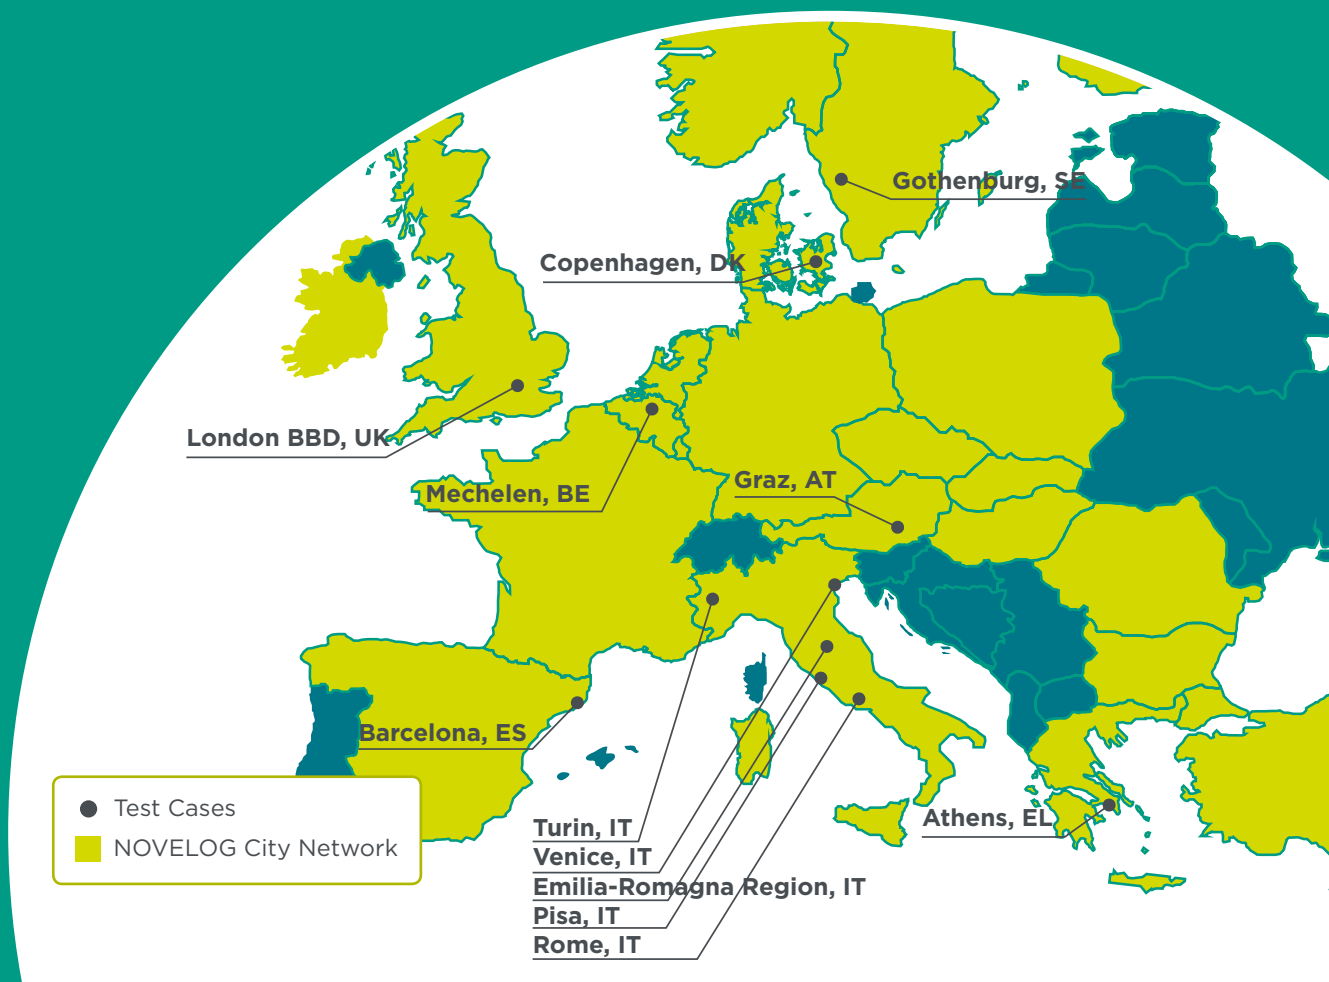 Gothenburg, SE
Copenhagen, DK
London BBD, UK
Mechelen, BE
Graz, AT
Barcelona, ES
Test Cases
NOVELOG City Network
Turin, IT
Venice, IT
Emilia-Romagna Region, IT
Pisa, IT
Rome, IT
Athens, EL